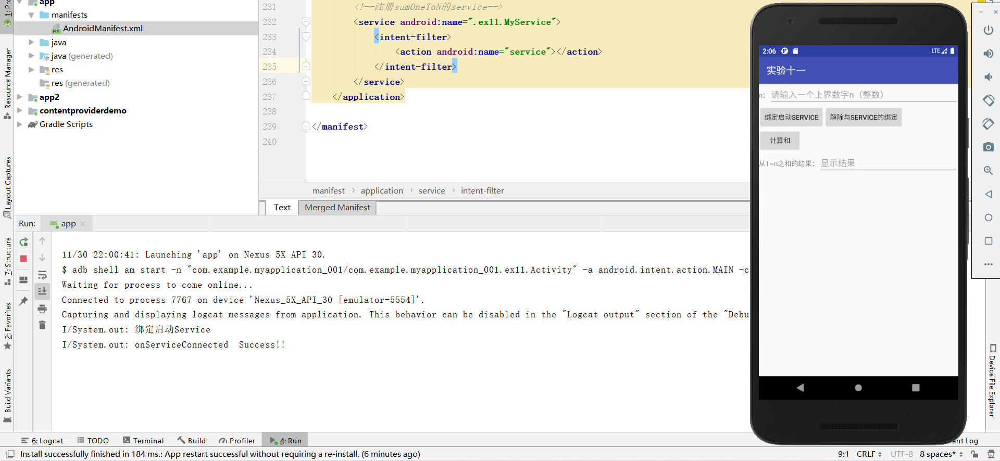 app
manifests
AndroidManifest.xml
java
java (generated)
res
res (generated)
app2
contentproviderdemo
Gradle Scripts
Resource Manager
Layout Captures
7: Structure
2: Favorites
Build Variants
231 <!--注册sumOneToN的service-->
232 <service android:name=".ex11.MyService">
233 <intent-filter>
234 <action android:name="service"></action>
235 </intent-filter>
236 </service>
237 </application>
238
239 </manifest>
240
manifest › application › service › intent-filter
Text Merged Manifest
Run: app
11/30 22:00:41: Launching 'app' on Nexus 5X API 30.
$ adb shell am start -n "com.example.myapplication_001/com.example.myapplication_001.ex11.Activity" -a android.intent.action.MAIN -c
Waiting for process to come online...
Connected to process 7767 on device 'Nexus_5X_API_30 [emulator-5554]'.
Capturing and displaying logcat messages from application. This behavior can be disabled in the "Logcat output" section of the "Debu
I/System.out: 绑定启动Service
I/System.out: onServiceConnected  Success!!
2:06 LTE
实验十一
n: 请输入一个上界数字n（整数）
绑定启动SERVICE 解除与SERVICE的绑定
计算和
从1~n之和的结果： 显示结果
Device File Explorer
6: Logcat TODO Terminal Build Profiler 4: Run ent Log
Install successfully finished in 184 ms.: App restart successful without requiring a re-install. (6 minutes ago) 9:1 CRLF UTF-8 8 spaces*